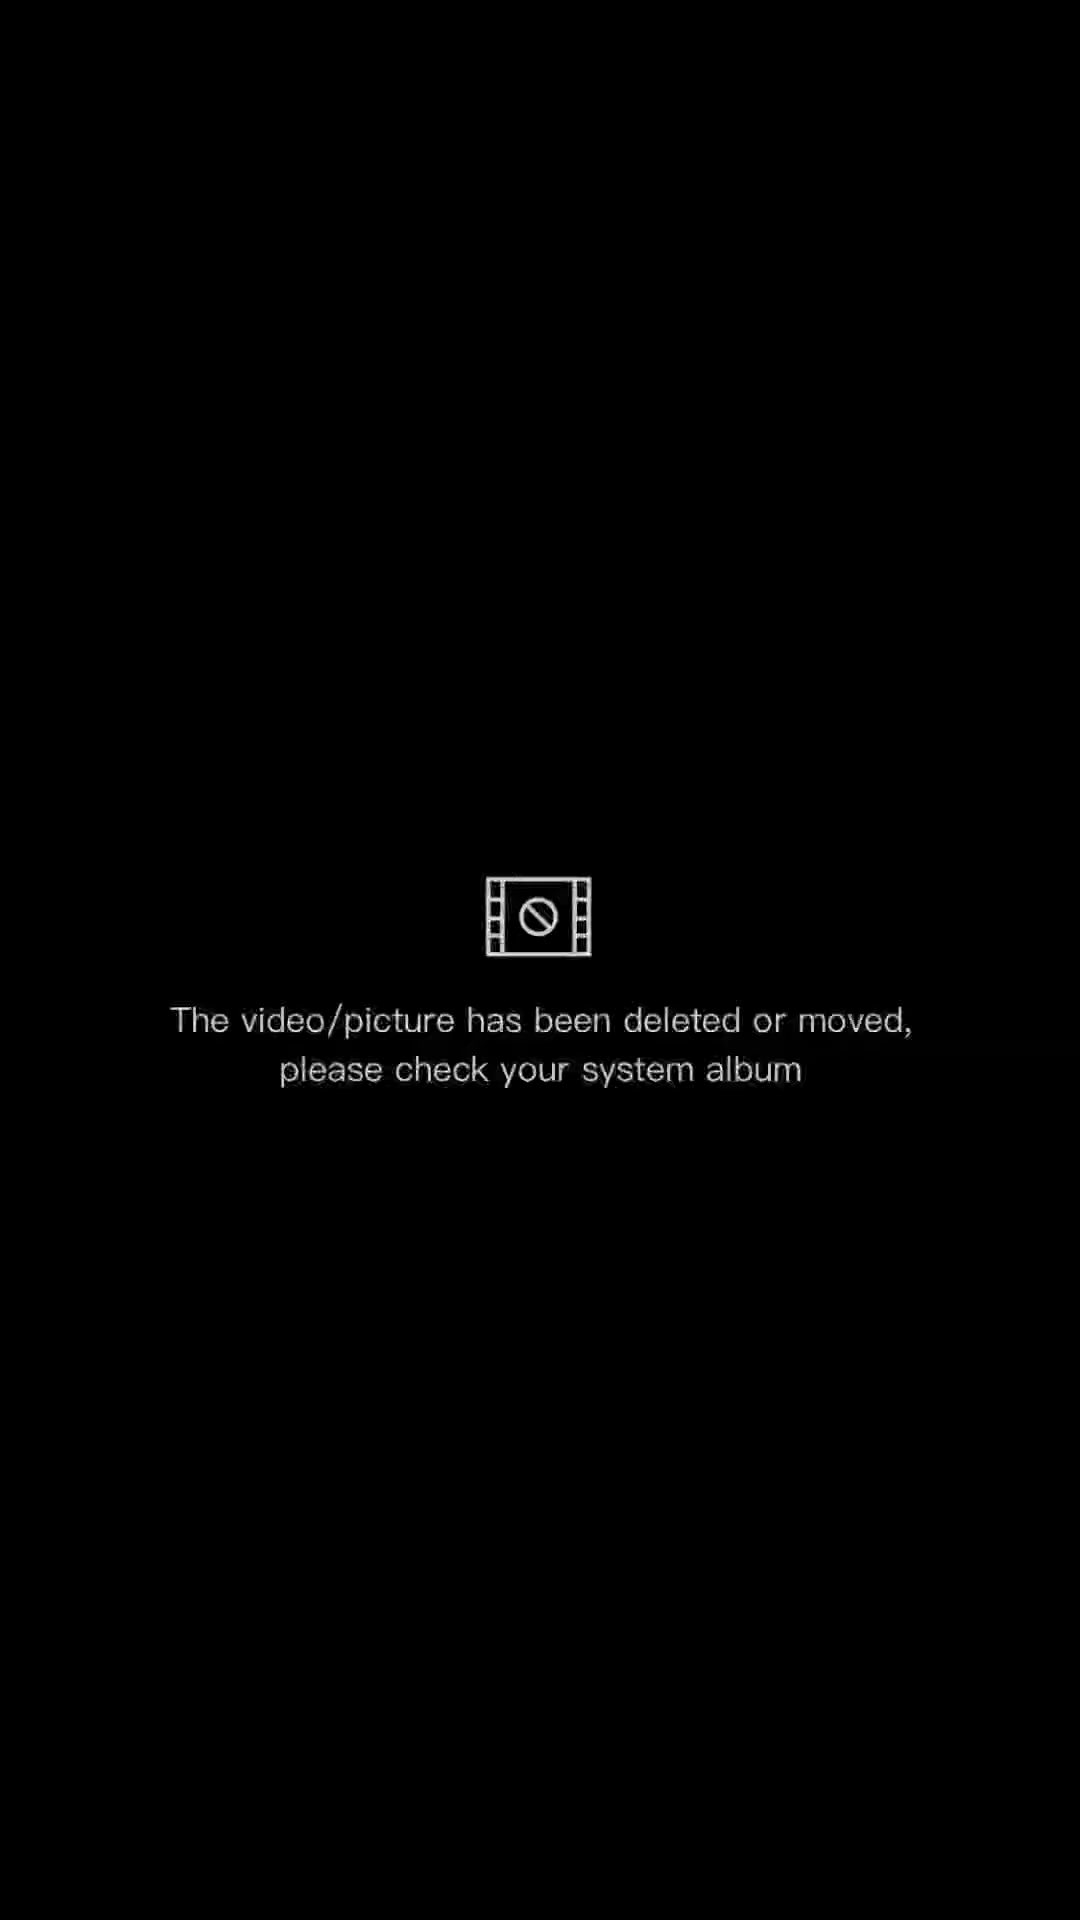 The video/picture has been deleted or moved,
please check your system album